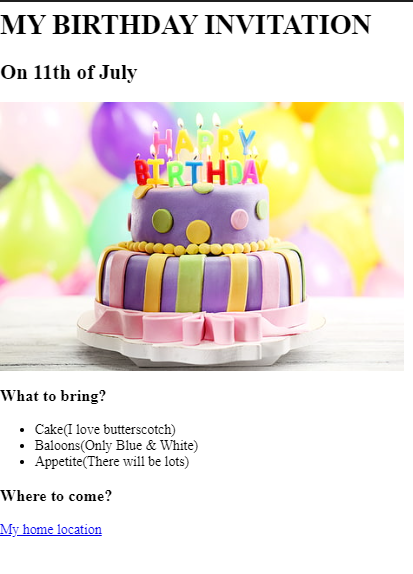 MY BIRTHDAY INVITATION
On 11th of July
HAPPY
BIRTHDAY
What to bring?
Cake(I love butterscotch)
Baloons(Only Blue & White)
Appetite(There will be lots)
Where to come?
My home location